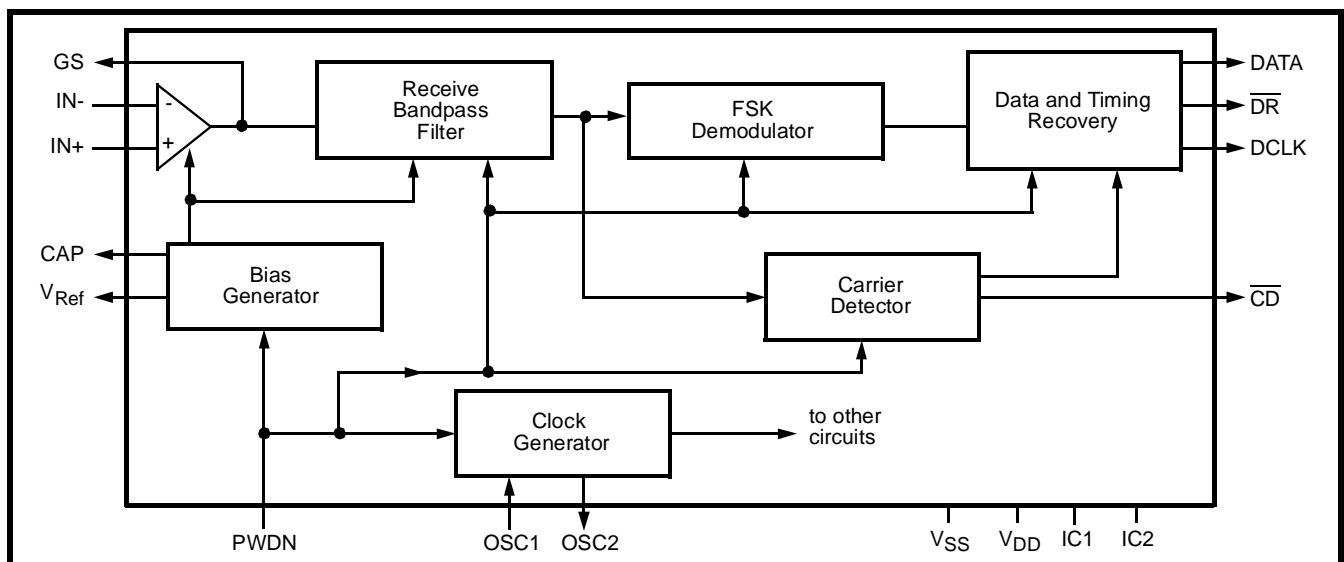 GS
IN-
IN+
-
+
CAP
VRef
Receive
Bandpass
Filter
FSK
Demodulator
Data and Timing
Recovery
DATA
DR
DCLK
Bias
Generator
Carrier
Detector
CD
Clock
Generator
to other
circuits
PWDN
OSC1
OSC2
VSS
VDD
IC1
IC2